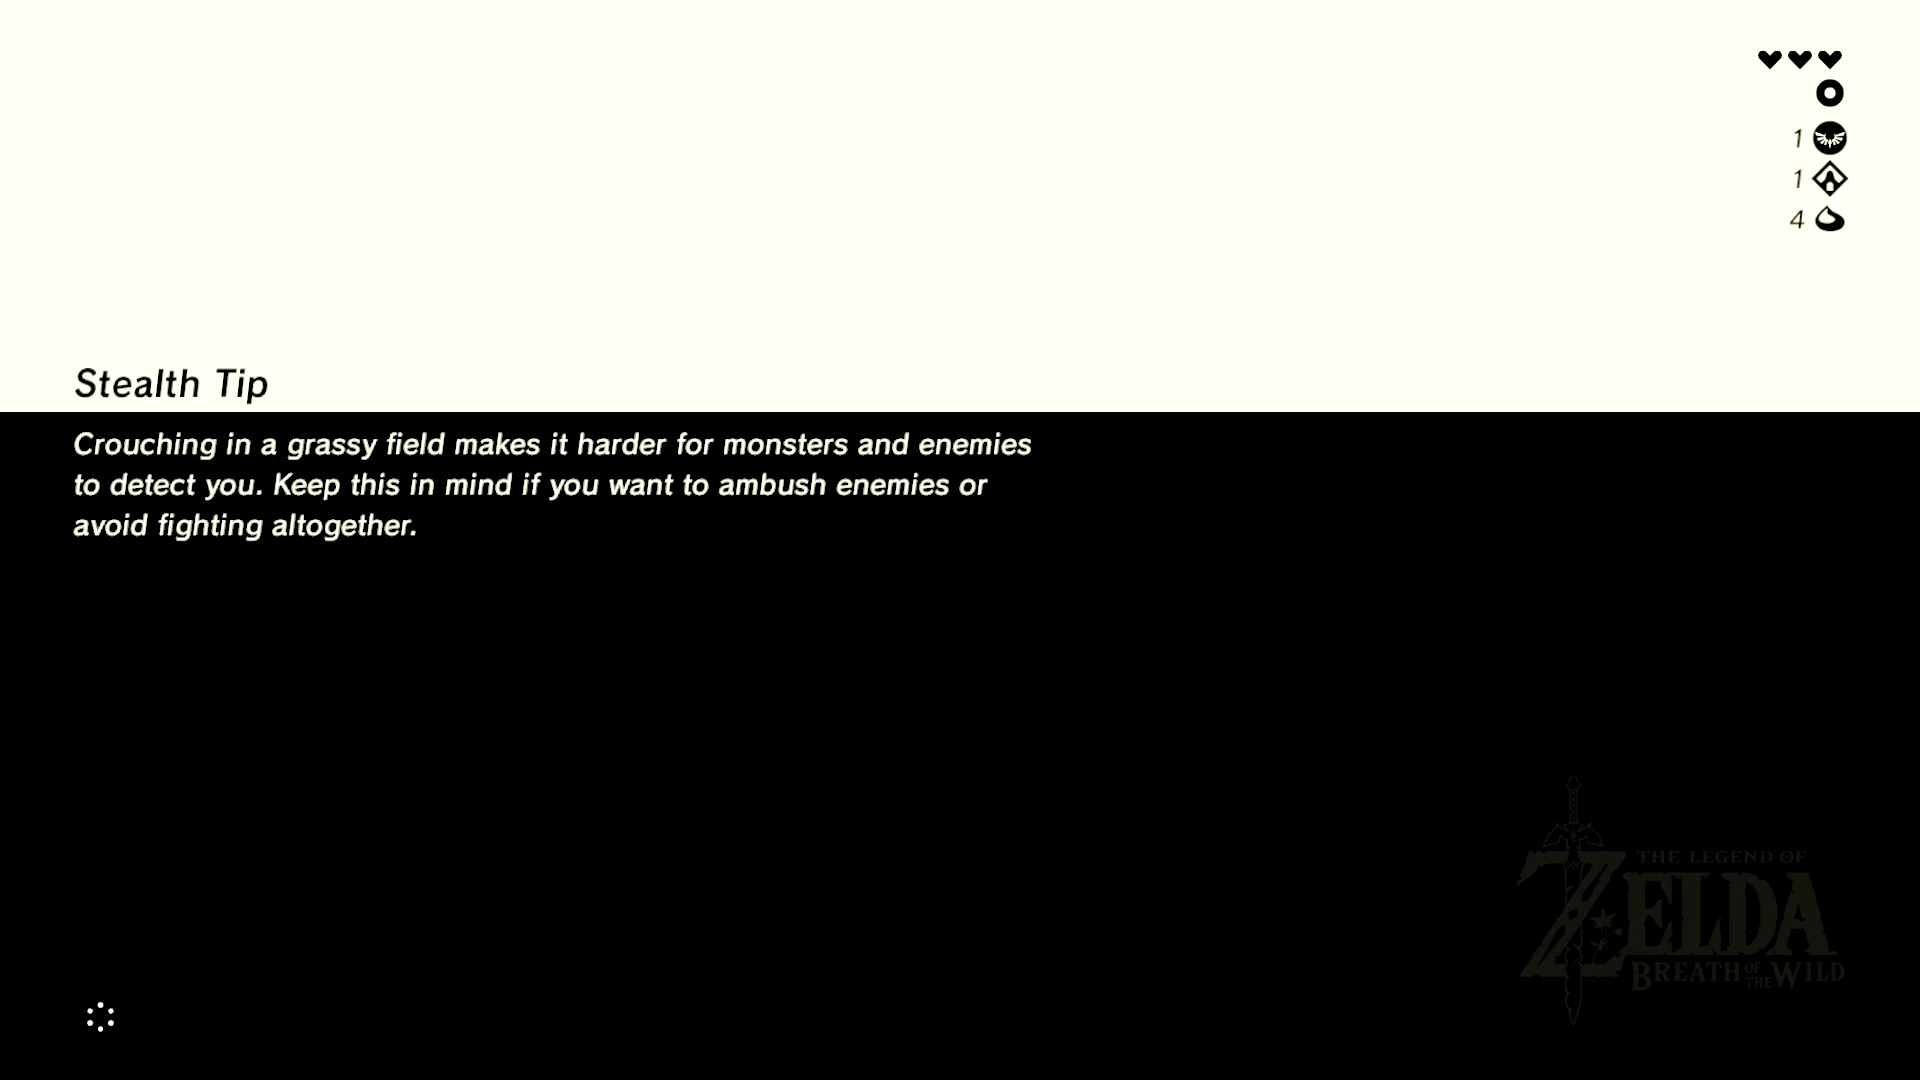 1
1
4
Stealth Tip
Crouching in a grassy field makes it harder for monsters and enemies
to detect you. Keep this in mind if you want to ambush enemies or
avoid fighting altogether.
THE LEGEND OF
ZELDA
BREATH OF THE WILD